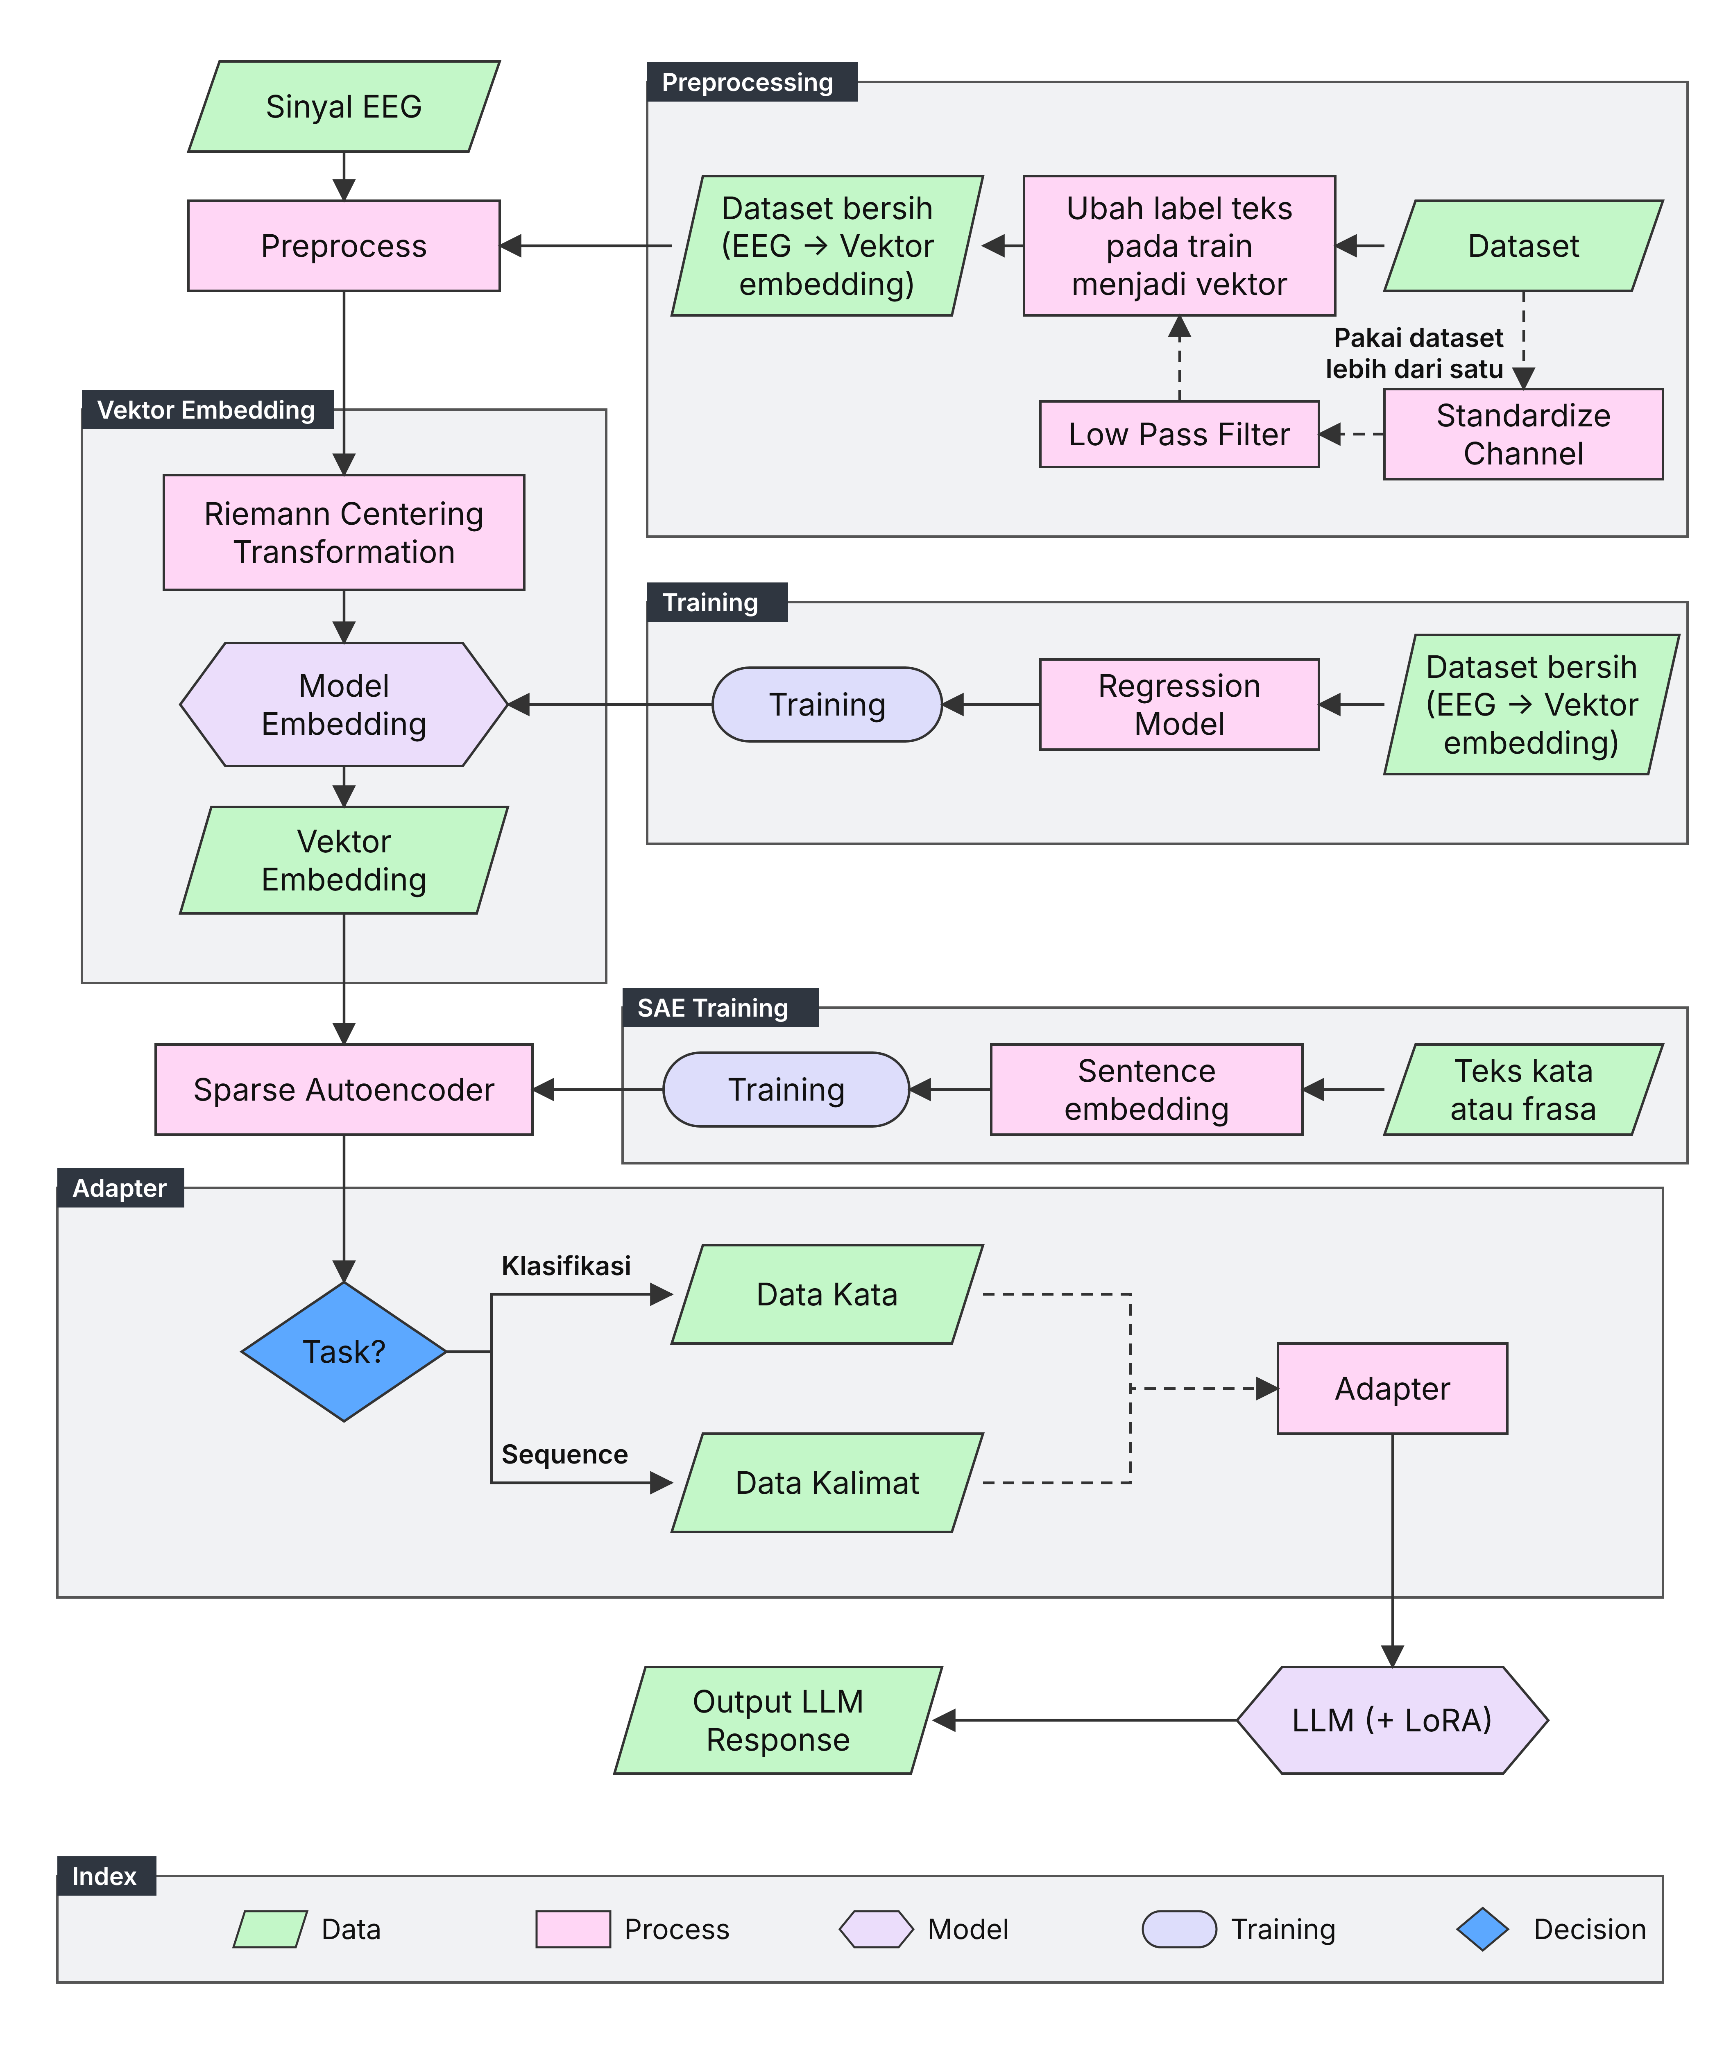 Sinyal EEG
Preprocess
Preprocessing
Dataset bersih
(EEG → Vektor
embedding)
Ubah label teks
pada train
menjadi vektor
Dataset
Pakai dataset
lebih dari satu
Low Pass Filter
Standardize
Channel
Vektor Embedding
Riemann Centering
Transformation
Model
Embedding
Vektor
Embedding
Training
Training
Regression
Model
Dataset bersih
(EEG → Vektor
embedding)
Sparse Autoencoder
SAE Training
Training
Sentence
embedding
Teks kata
atau frasa
Adapter
Task?
Klasifikasi
Data Kata
Sequence
Data Kalimat
Adapter
LLM (+ LoRA)
Output LLM
Response
Index
Data
Process
Model
Training
Decision